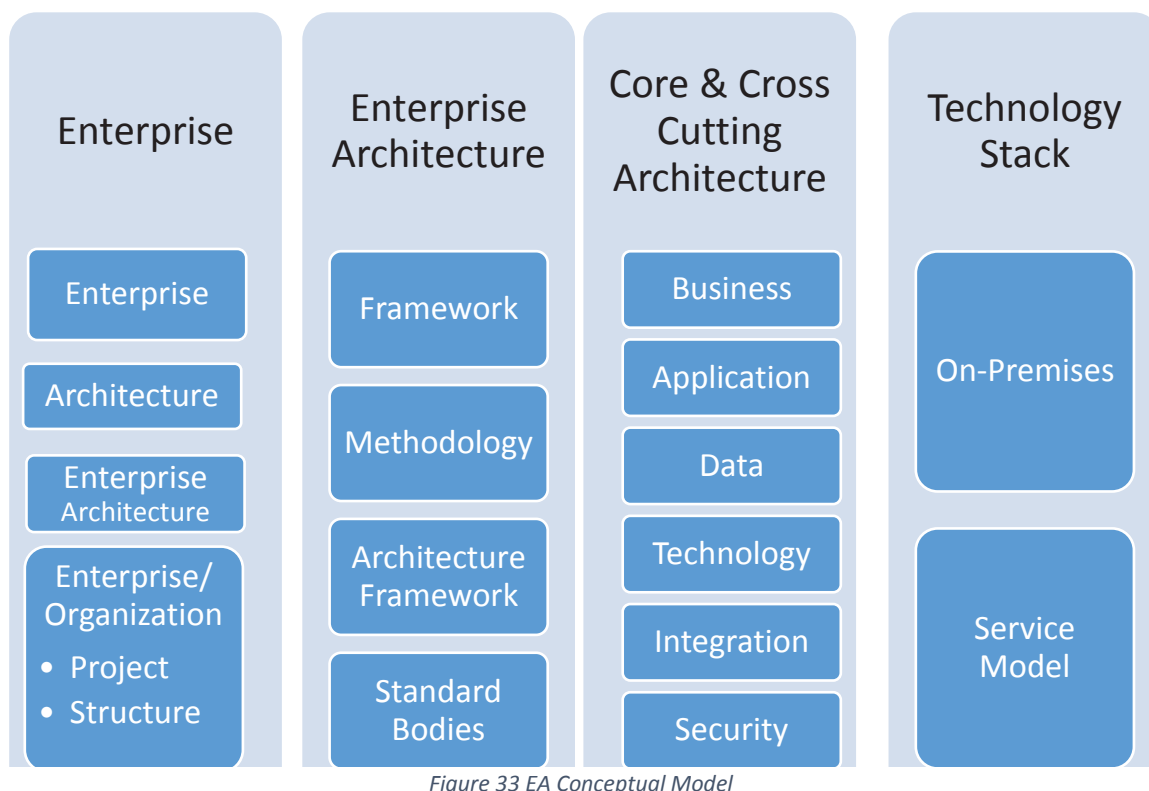 Enterprise
Enterprise
Architecture
Enterprise
Architecture
Enterprise/
Organization
• Project
• Structure
Enterprise
Architecture
Framework
Methodology
Architecture
Framework
Standard
Bodies
Core & Cross
Cutting
Architecture
Business
Application
Data
Technology
Integration
Security
Technology
Stack
On-Premises
Service
Model
Figure 33 EA Conceptual Model